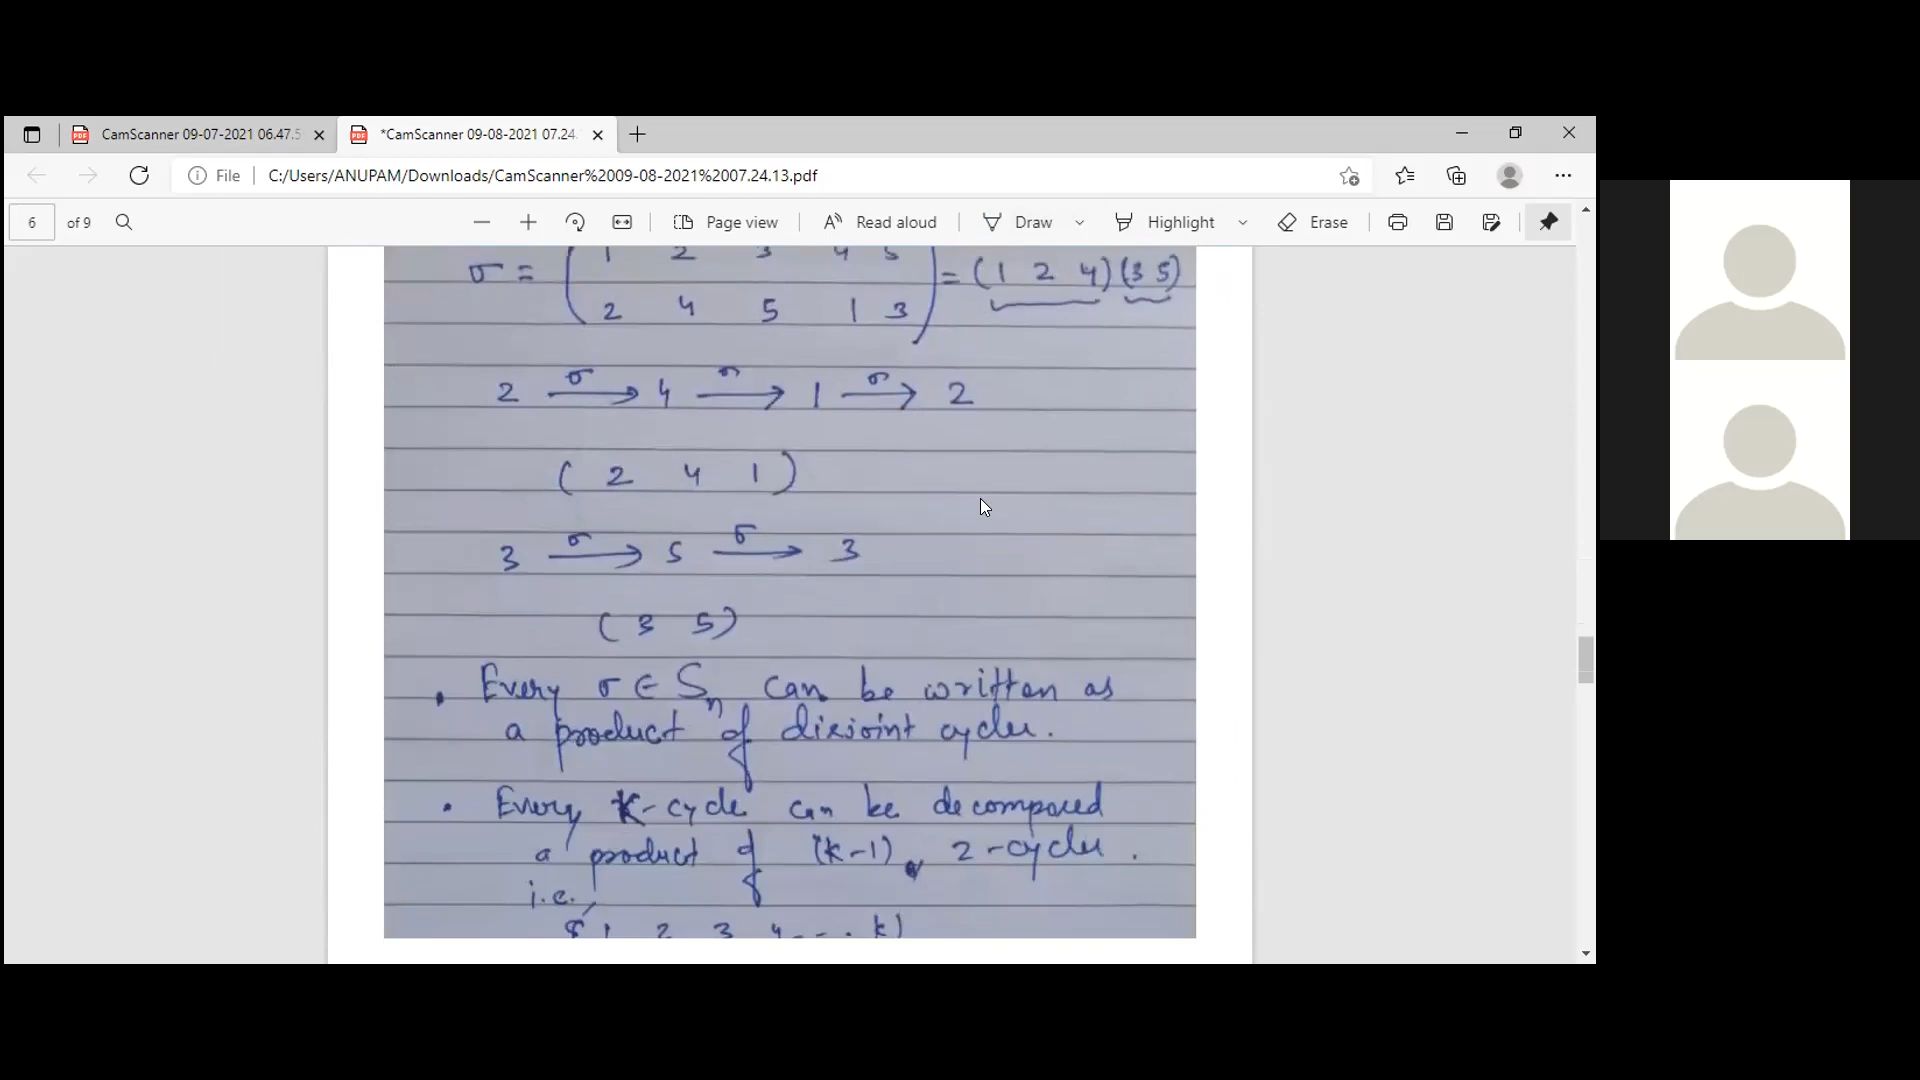 CamScanner 09-07-2021 06.47.5
*CamScanner 09-08-2021 07.24
File C:/Users/ANUPAM/Downloads/CamScanner%2009-08-2021%2007.24.13.pdf
6 of 9 Page view Read aloud Draw Highlight Erase
1 2 3 4 5
σ = = (1 2 4) (3 5)
2 4 5 1 3
σ σ σ
2 → 4 → 1 → 2
( 2 4 1 )
σ σ
3 → 5 → 3
( 3 5 )
• Every σ ∈ Sn can be written as
a product of disjoint cycles.
• Every K-cycle can be decomposed
a product of (k-1), 2-cycles.
i.e.
1 2 3 4 - - . k)